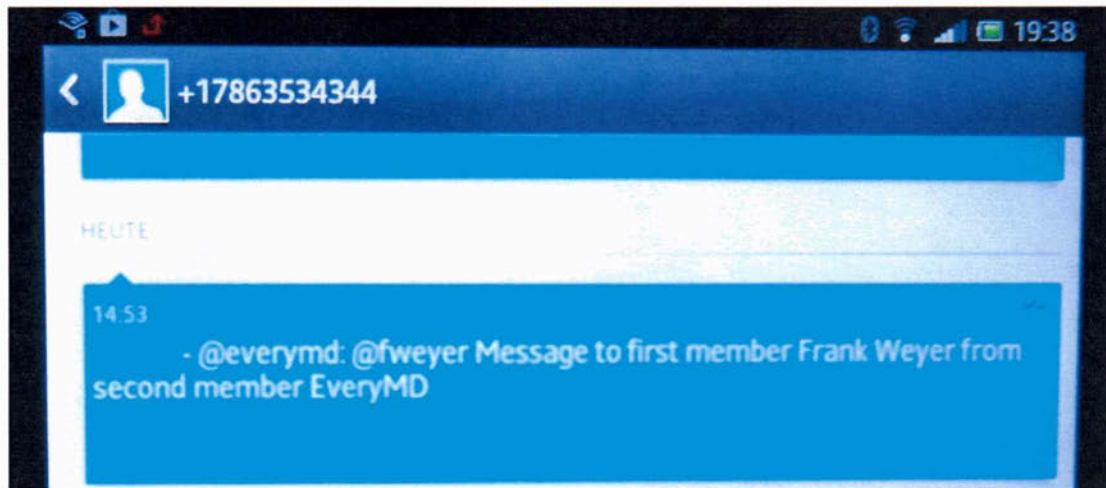 19:38
+17863534344
HEUTE
14:53
- @everymd: @fweyer Message to first member Frank Weyer from
second member EveryMD